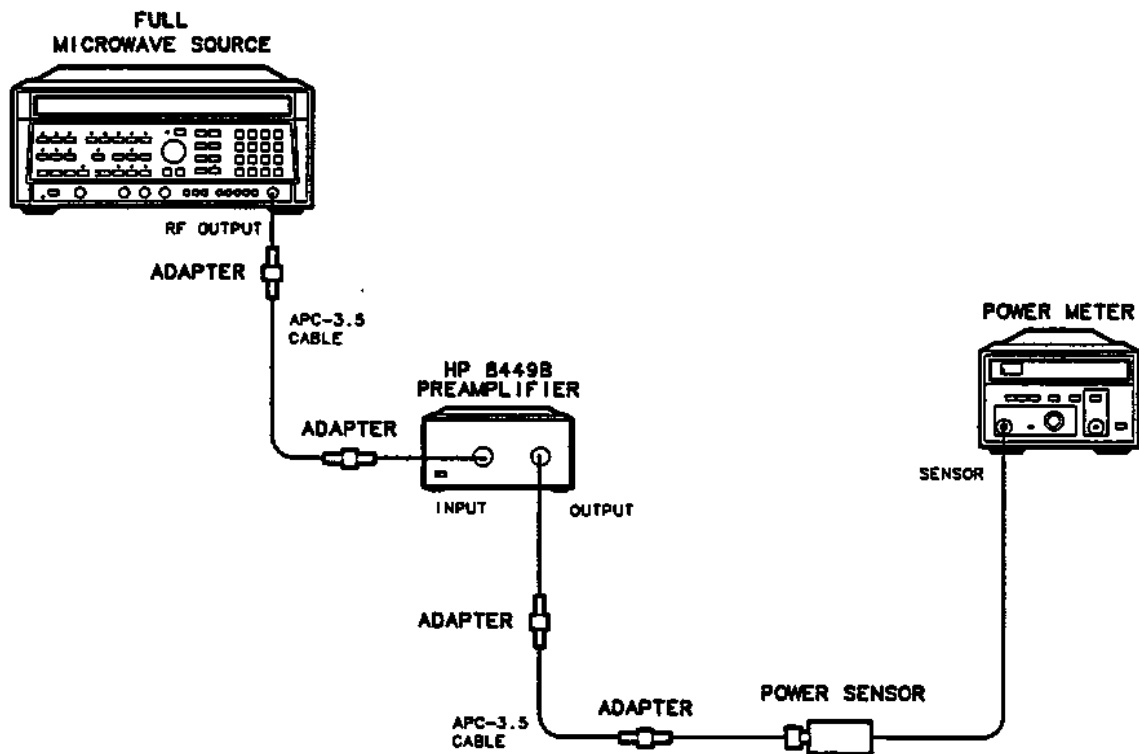 FULL
MICROWAVE SOURCE
RF OUTPUT
ADAPTER
APC-3.5
CABLE
POWER METER
HP 8449B
PREAMPLIFIER
ADAPTER
SENSOR
INPUT
OUTPUT
ADAPTER
POWER SENSOR
ADAPTER
APC-3.5
CABLE